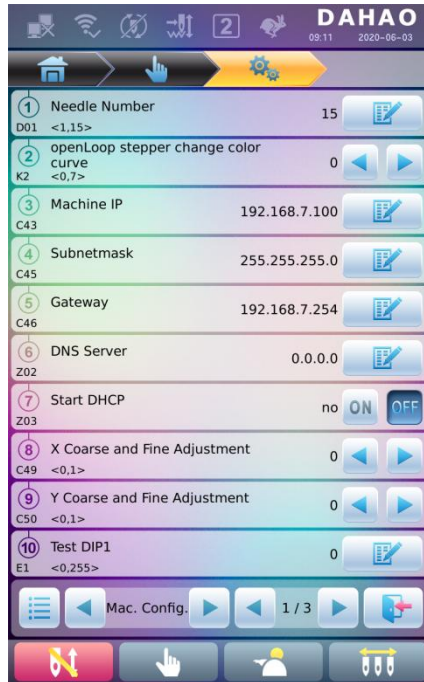 2
DAHAO
09:11 2020-06-03
1 Needle Number 15
D01 <1,15>
2 openLoop stepper change color
curve 0
K2 <0,7>
3 Machine IP 192.168.7.100
C43
4 Subnetmask 255.255.255.0
C45
5 Gateway 192.168.7.254
C46
6 DNS Server 0.0.0.0
Z02
7 Start DHCP no ON OFF
Z03
8 X Coarse and Fine Adjustment 0
C49 <0,1>
9 Y Coarse and Fine Adjustment 0
C50 <0,1>
10 Test DIP1 0
E1 <0,255>
Mac. Config. 1 / 3